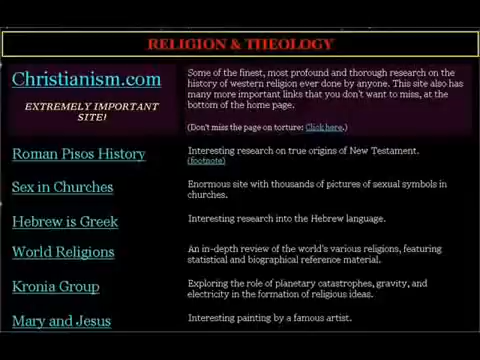 RELIGION & THEOLOGY
Christianism.com
EXTREMELY IMPORTANT
SITE!
Some of the finest, most profound and thorough research on the
history of western religion ever done by anyone. This site also has
many more important links that you don't want to miss, at the
bottom of the home page.
(Don't miss the page on torture: Click here.)
Roman Pisos History
Interesting research on true origins of New Testament.
(footnote)
Sex in Churches
Enormous site with thousands of pictures of sexual symbols in
churches.
Hebrew is Greek
Interesting research into the Hebrew language.
World Religions
An in-depth review of the world's various religions, featuring
statistical and biographical reference material.
Kronia Group
Exploring the role of planetary catastrophes, gravity, and
electricity in the formation of religious ideas.
Mary and Jesus
Interesting painting by a famous artist.